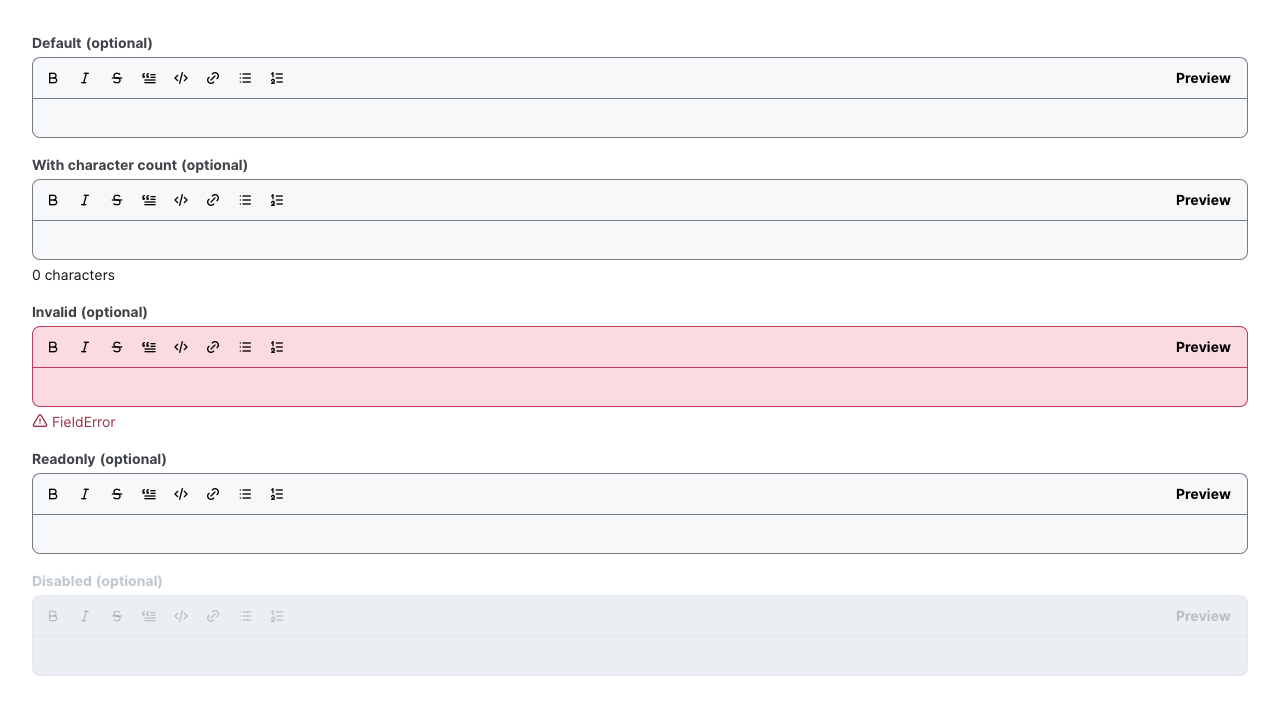 Default (optional)
Preview
With character count (optional)
Preview
0 characters
Invalid (optional)
Preview
FieldError
Readonly (optional)
Preview
Disabled (optional)
Preview